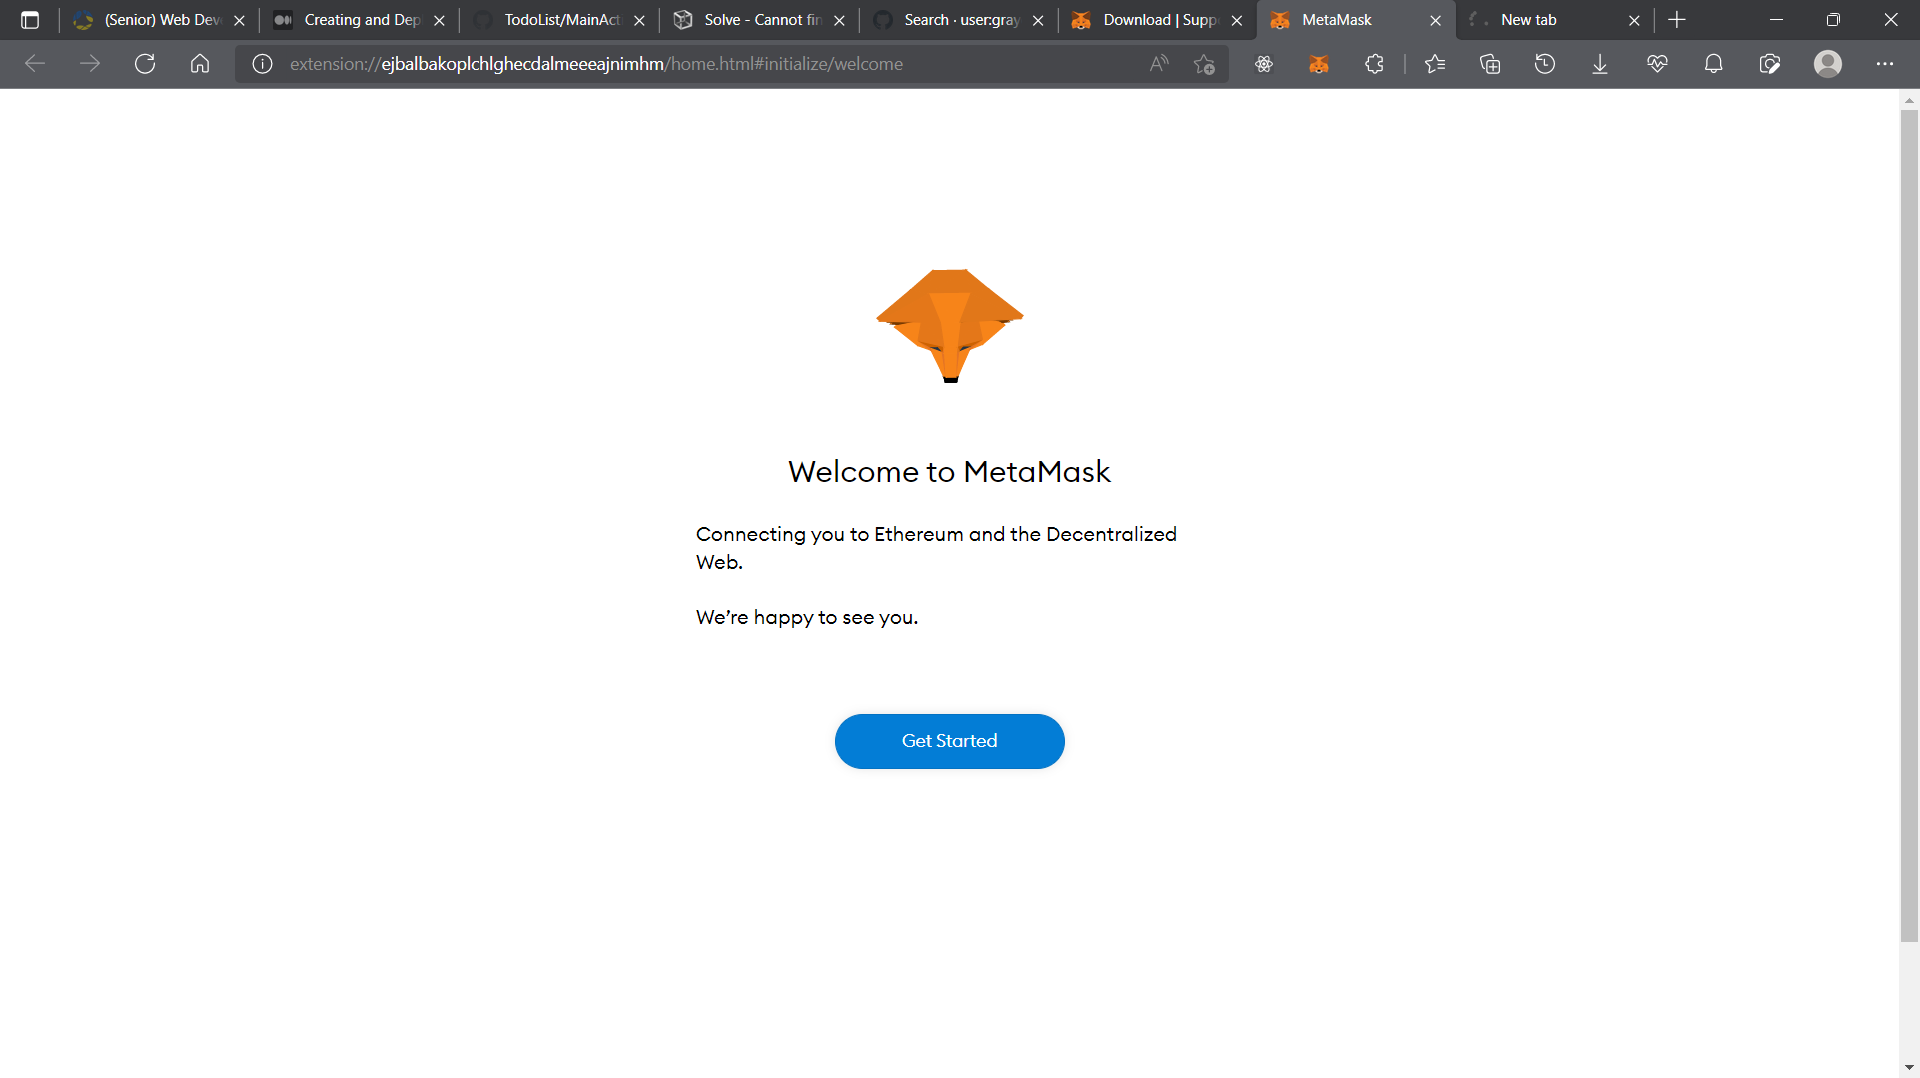 (Senior) Web Dev
Creating and Dep
TodoList/MainAct
Solve - Cannot fin
Search · user:gray
Download | Supp
MetaMask
New tab
extension://ejbalbakoplchlghecdalmeeeajnimhm/home.html#initialize/welcome
Welcome to MetaMask
Connecting you to Ethereum and the Decentralized
Web.
We’re happy to see you.
Get Started